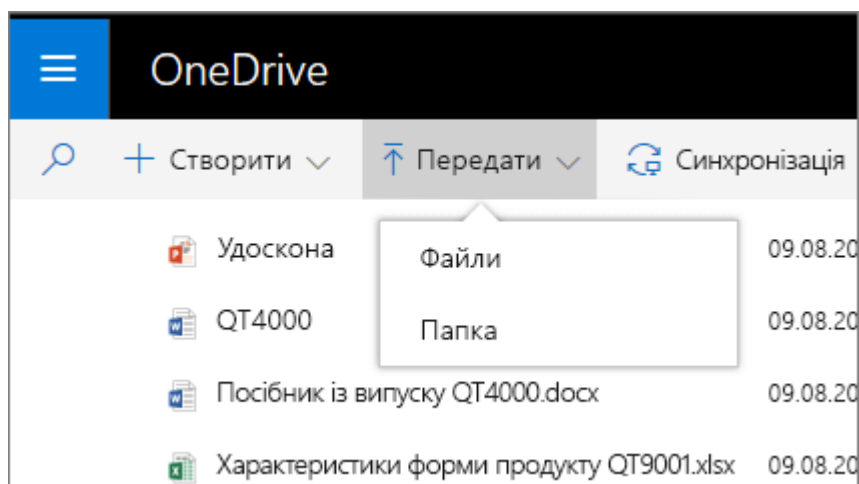 OneDrive
Створити Передати Синхронізація
Удоскона 09.08.20
Файли
QT4000 09.08.20
Папка
Посібник із випуску QT4000.docx 09.08.20
Характеристики форми продукту QT9001.xlsx 09.08.20